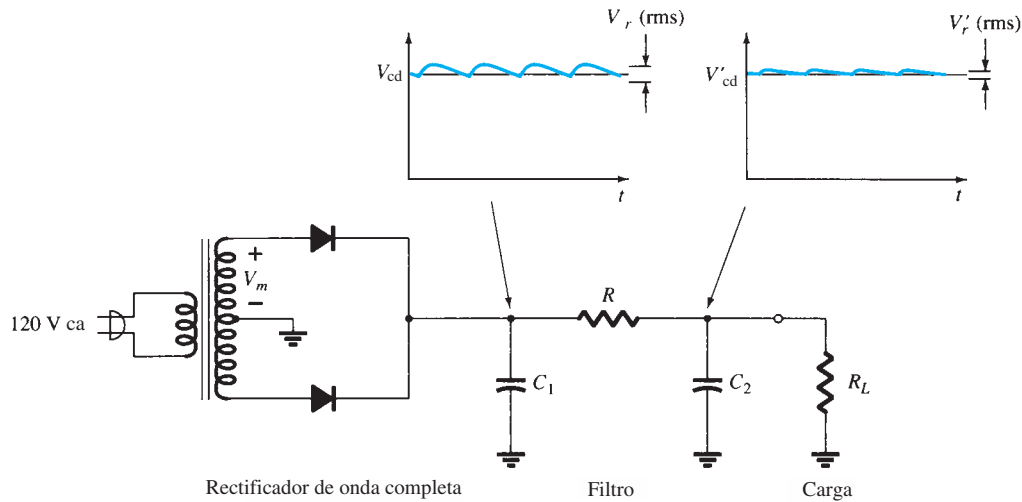 V_r (rms)
V'_r (rms)
V_cd
V'_cd
t
t
+
V_m
−
120 V ca
R
C_1
C_2
R_L
Rectificador de onda completa
Filtro
Carga